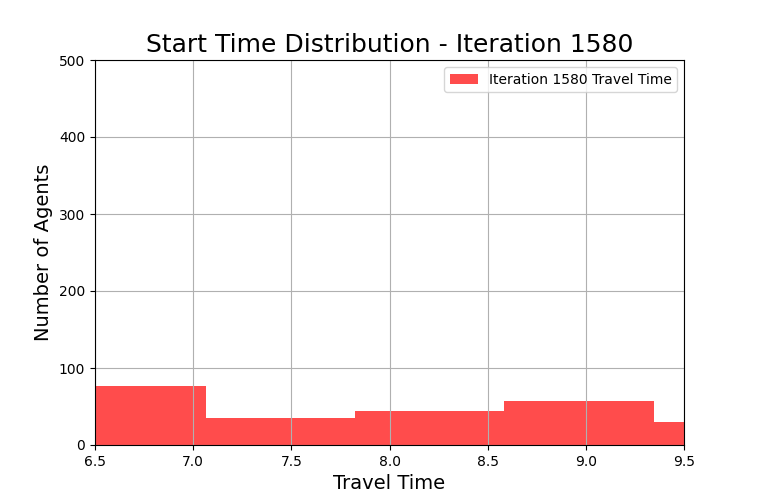 Start Time Distribution - Iteration 1580
Iteration 1580 Travel Time
500
400
300
200
100
0
Number of Agents
6.5 7.0 7.5 8.0 8.5 9.0 9.5
Travel Time